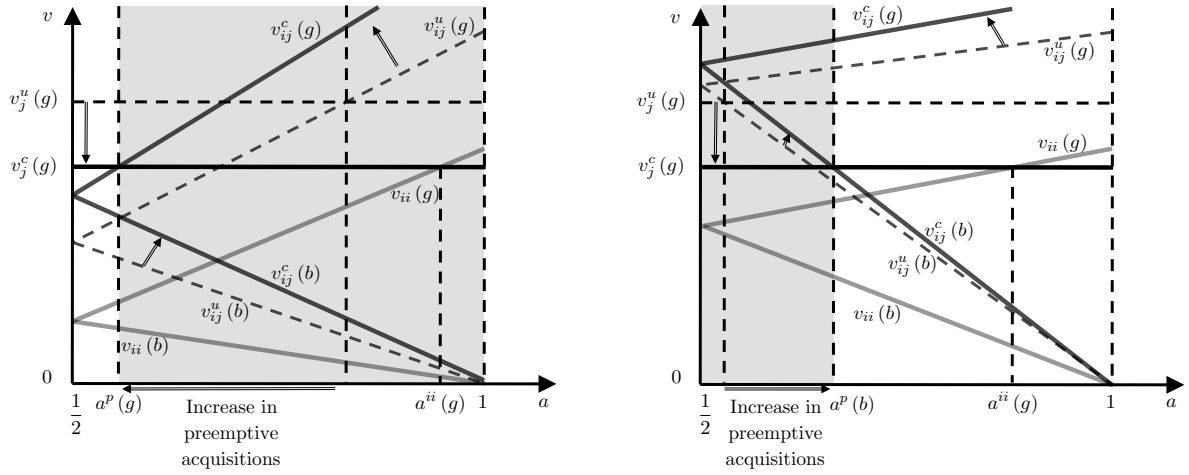 v
v_{ij}^{c}(g)
v_{ij}^{u}(g)
v_{j}^{u}(g)
v_{j}^{c}(g)
v_{ii}(g)
v_{ij}^{c}(b)
v_{ij}^{u}(b)
v_{ii}(b)
0
1/2
a^{p}(g)
a^{ii}(g)
1
a
Increase in
preemptive
acquisitions
v
v_{ij}^{c}(g)
v_{ij}^{u}(g)
v_{j}^{u}(g)
v_{ii}(g)
v_{j}^{c}(g)
v_{ij}^{c}(b)
v_{ij}^{u}(b)
v_{ii}(b)
0
1/2
a^{p}(b)
a^{ii}(g)
1
a
Increase in
preemptive
acquisitions